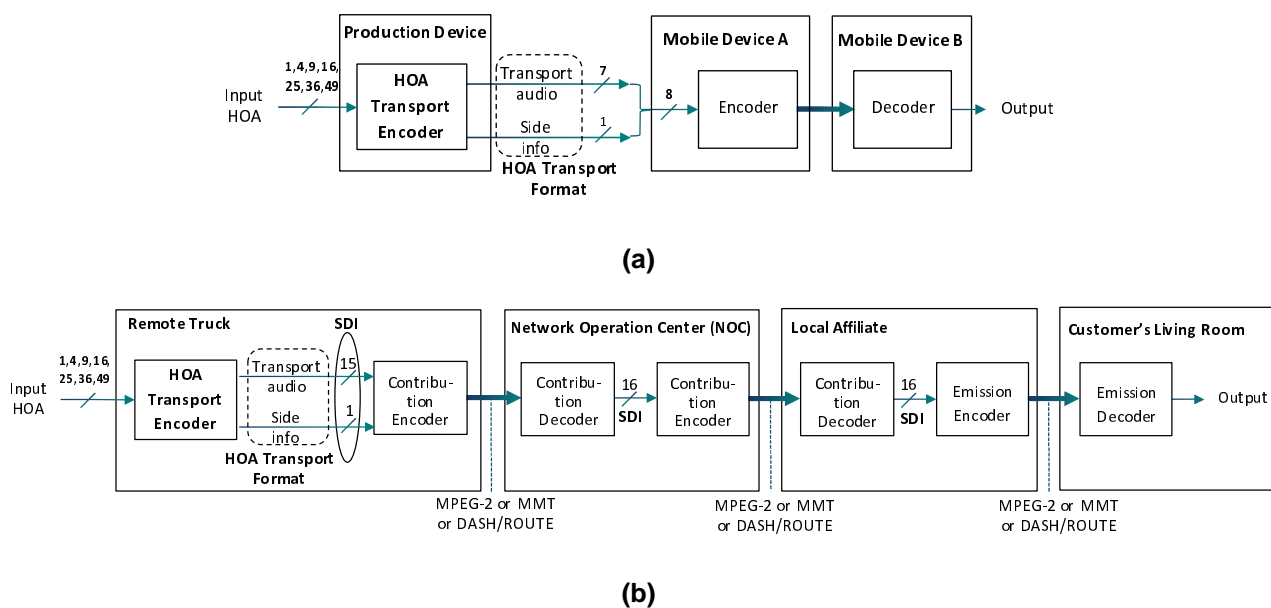 Production Device
Mobile Device A
Mobile Device B
1,4,9,16,
25,36,49
Input
HOA
HOA
Transport
Encoder
Transport
audio
7
Side
info
1
HOA Transport
Format
8
Encoder
Decoder
Output
(a)
Remote Truck
SDI
Network Operation Center (NOC)
Local Affiliate
Customer's Living Room
1,4,9,16,
25,36,49
Input
HOA
HOA
Transport
Encoder
Transport
audio
15
Side
info
1
HOA Transport
Format
Contribu-
tion
Encoder
Contribu-
tion
Decoder
16
SDI
Contribu-
tion
Encoder
Contribu-
tion
Decoder
16
SDI
Emission
Encoder
Emission
Decoder
Output
MPEG-2 or MMT
or DASH/ROUTE
MPEG-2 or MMT
or DASH/ROUTE
MPEG-2 or MMT
or DASH/ROUTE
(b)